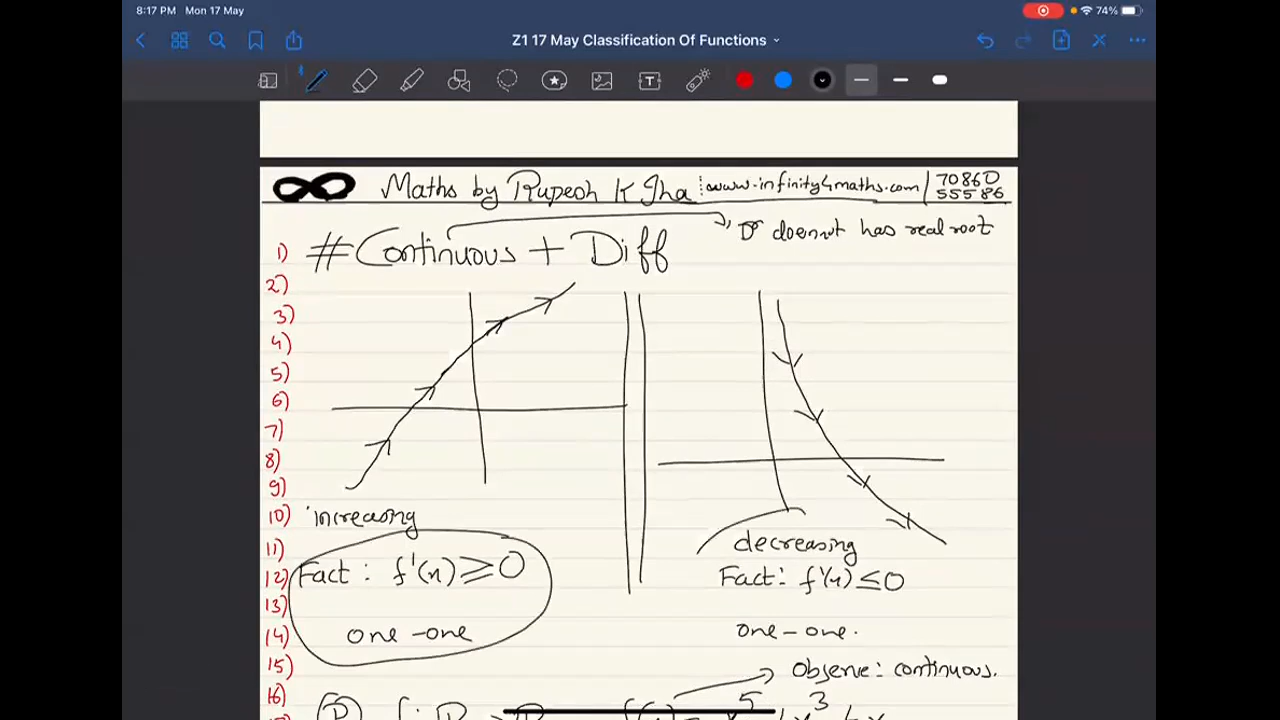 8:17 PM Mon 17 May
74%
Z1 17 May Classification Of Functions
Maths by Rupesh K Jha www.infinity4maths.com 70860 55586
Dr doesnot has real root
1) #Continuous + Diff
2)
3)
4)
5)
6)
7)
8)
9)
10) increasing
decreasing
11)
12) Fact: f'(x) ≥ 0
Fact: f'(x) ≤ 0
13)
14) one-one
one-one.
15) Observe: continuous.
16)